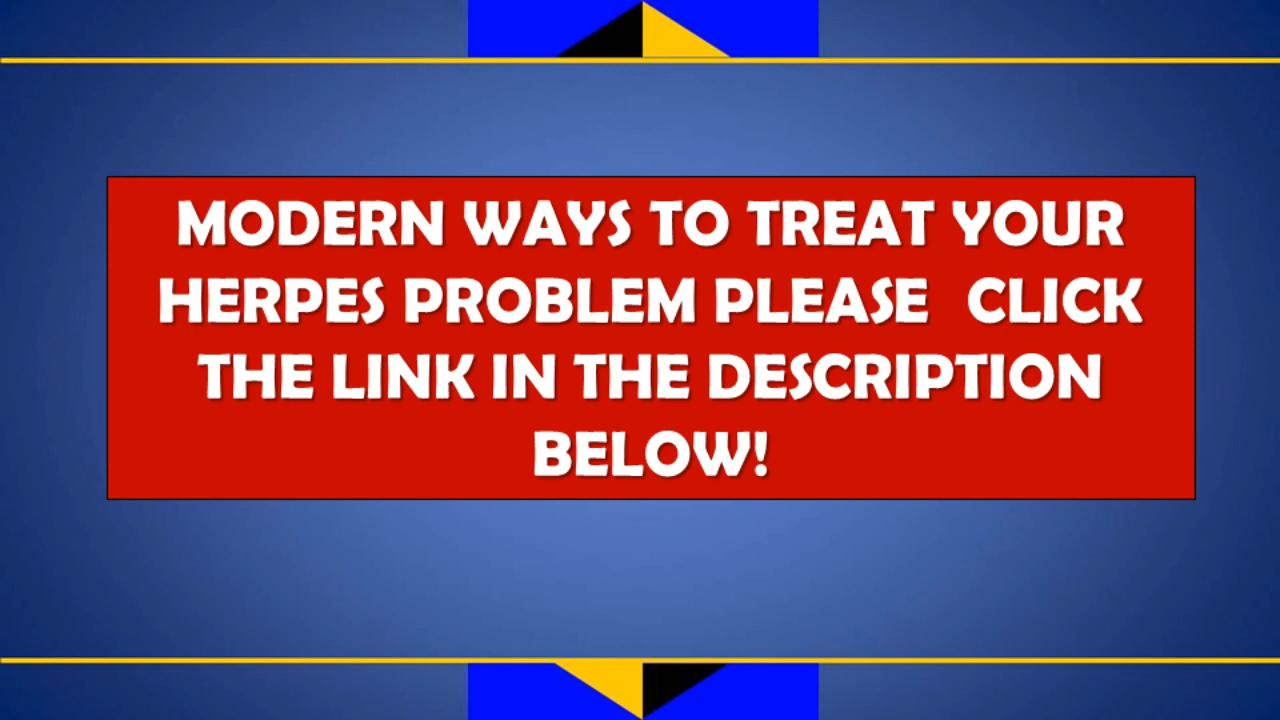 MODERN WAYS TO TREAT YOUR
HERPES PROBLEM PLEASE  CLICK
THE LINK IN THE DESCRIPTION
BELOW!